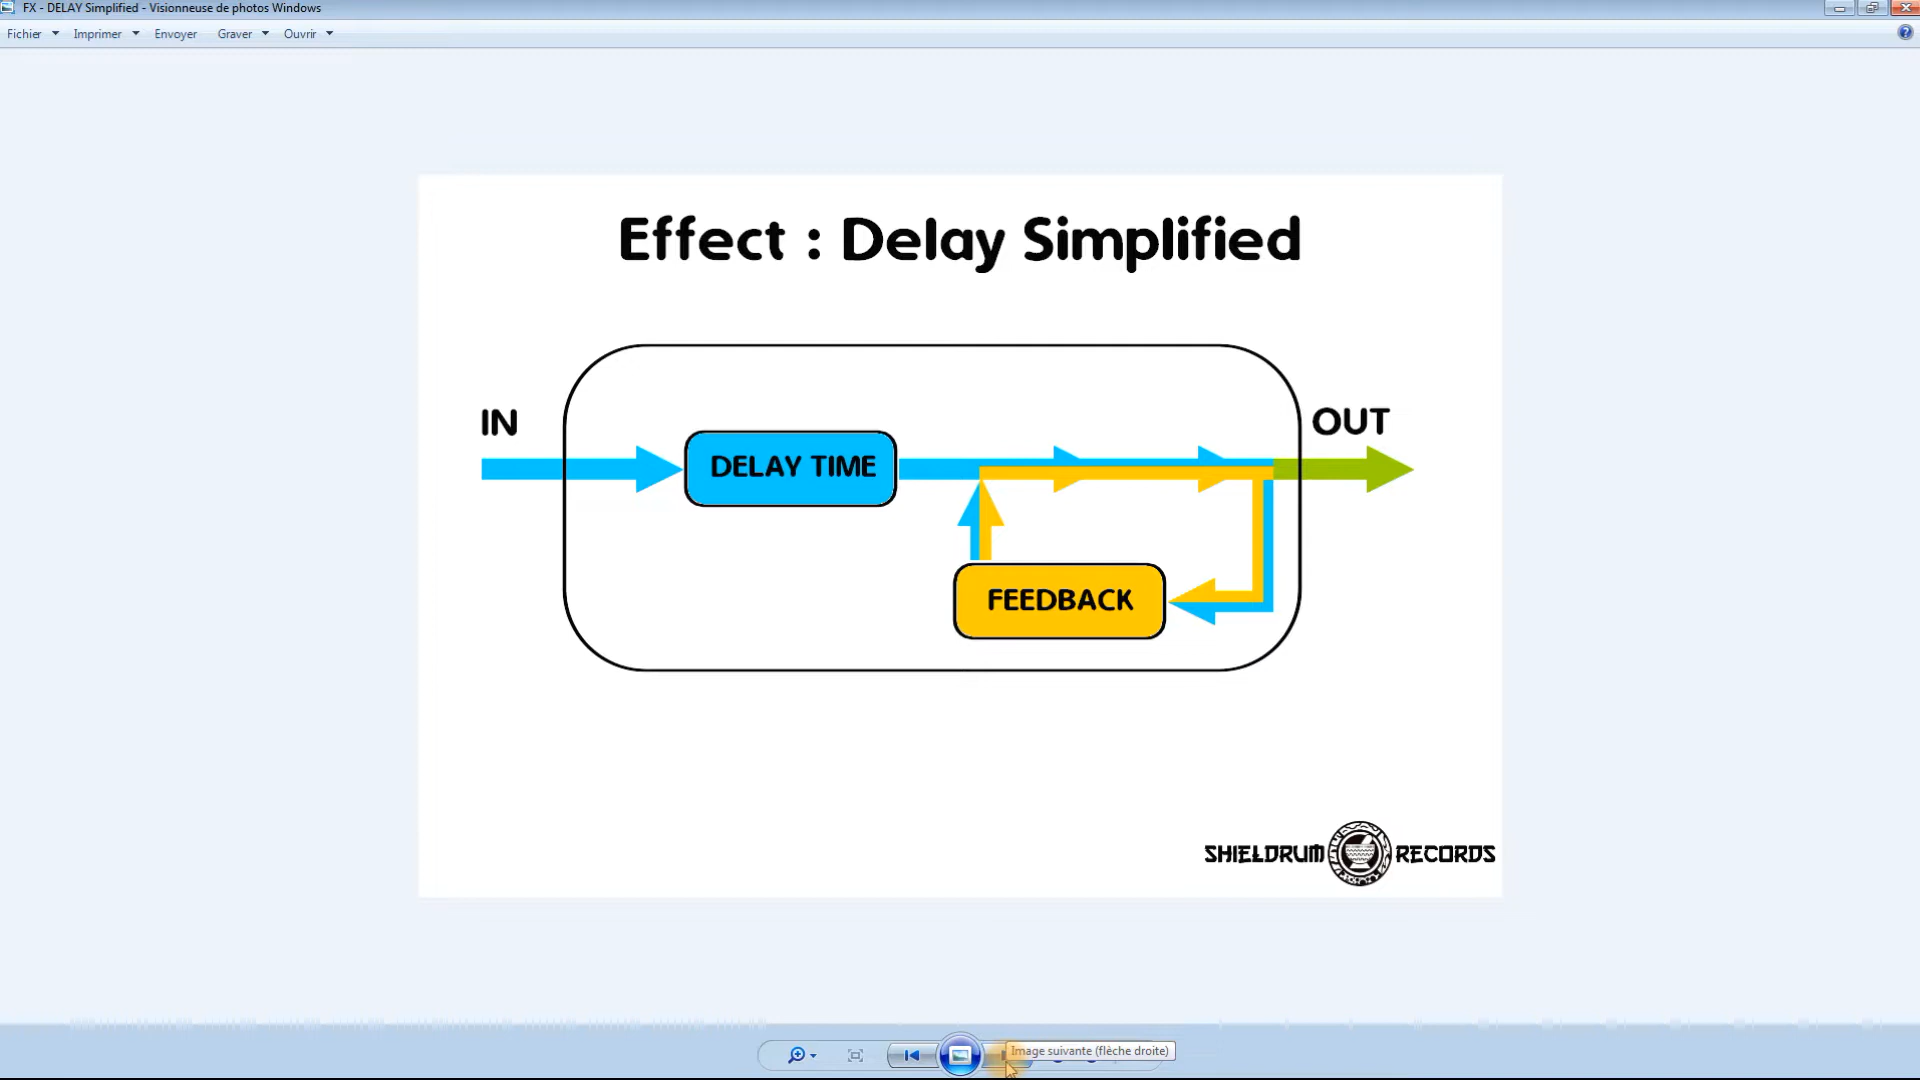 FX - DELAY Simplified - Visionneuse de photos Windows
Fichier Imprimer Envoyer Graver Ouvrir
Effect : Delay Simplified
IN
OUT
DELAY TIME
FEEDBACK
SHIELDRUM RECORDS
Image suivante (flèche droite)